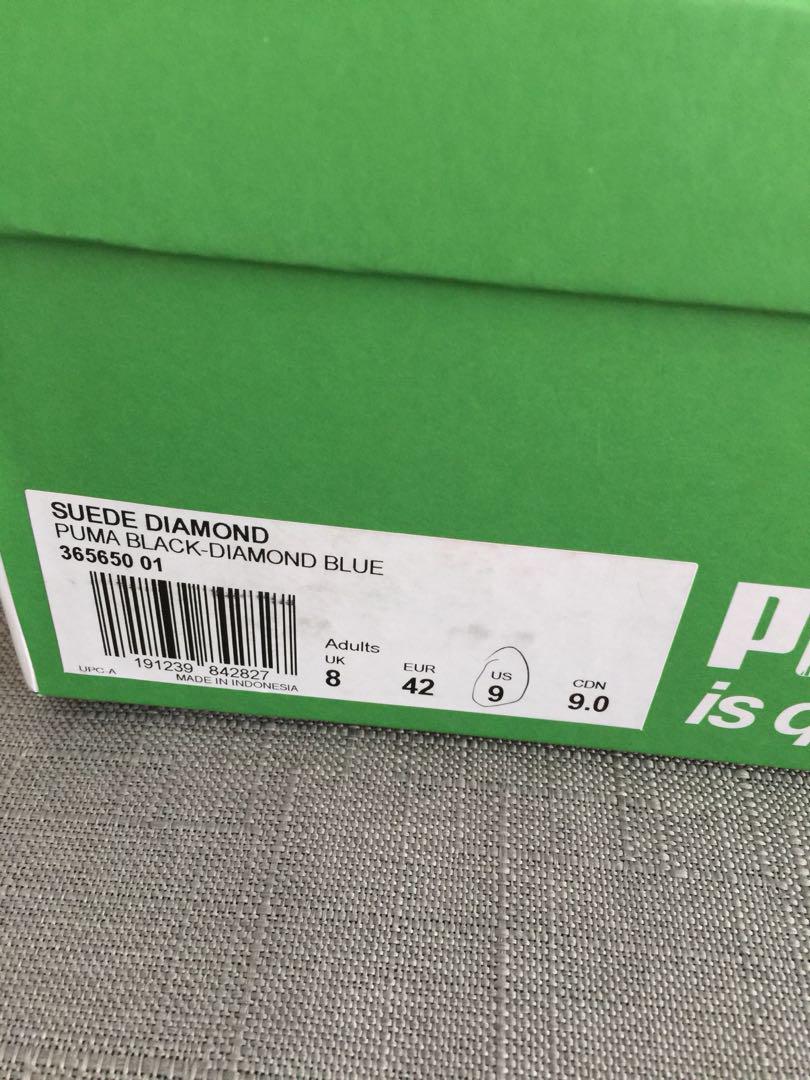 SUEDE DIAMOND
PUMA BLACK-DIAMOND BLUE
365650 01
191239 842827
UPC-A
MADE IN INDONESIA
Adults
UK
8
EUR
42
US
9
CDN
9.0
is